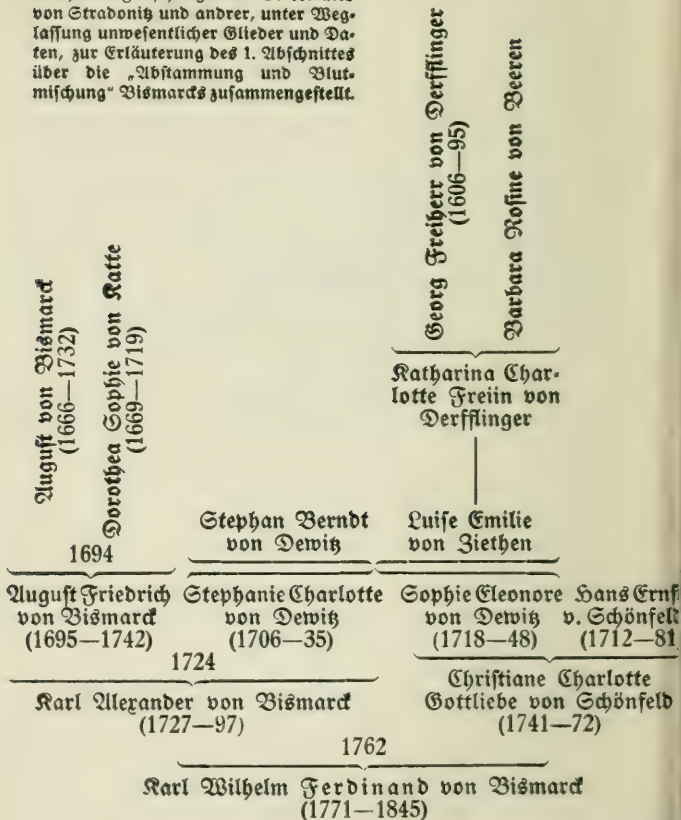 von Stradonitz und andrer, unter Weg-
lassung unwesentlicher Glieder und Da-
ten, zur Erläuterung des 1. Abschnittes
über die „Abstammung und Blut-
mischung“ Bismarcks zusammengestellt.
Georg Freiherr von Derfflinger
(1606—95)
Barbara Rosine von Beeren
Katharina Char-
lotte Freiin von
Derfflinger
August von Bismarck
(1666—1732)
Dorothea Sophie von Katte
(1669—1719)
1694
Stephan Berndt
von Dewitz
Luise Emilie
von Ziethen
August Friedrich
von Bismarck
(1695—1742)
Stephanie Charlotte
von Dewitz
(1706—35)
Sophie Eleonore
von Dewitz
(1718—48)
Hans Ernst
v. Schönfeld
(1712—81
1724
Karl Alexander von Bismarck
(1727—97)
Christiane Charlotte
Gottliebe von Schönfeld
(1741—72)
1762
Karl Wilhelm Ferdinand von Bismarck
(1771—1845)